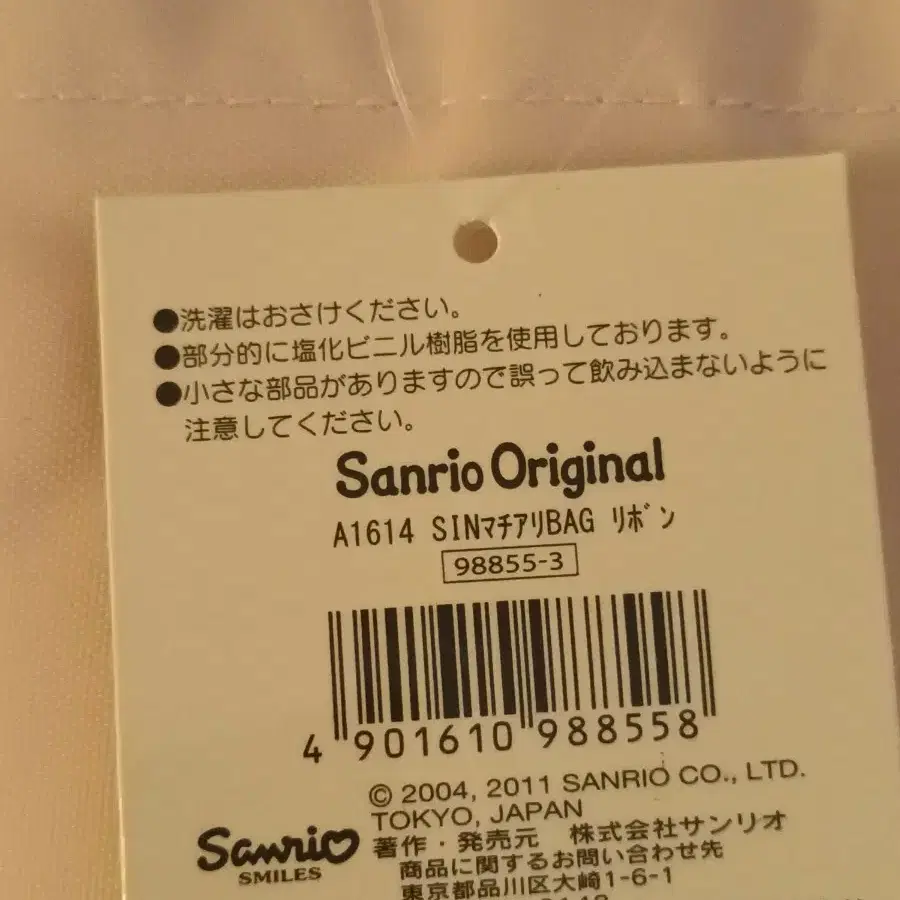 ●洗濯はおさけください。
●部分的に塩化ビニル樹脂を使用しております。
●小さな部品がありますので誤って飲み込まないように
注意してください。
Sanrio Original
A1614 SINマチアリBAG リボン
98855-3
4 901610 988558
© 2004, 2011 SANRIO CO., LTD.
TOKYO, JAPAN
Sanrio
SMILES
著作・発売元 株式会社サンリオ
商品に関するお問い合わせ先
東京都品川区大崎1-6-1